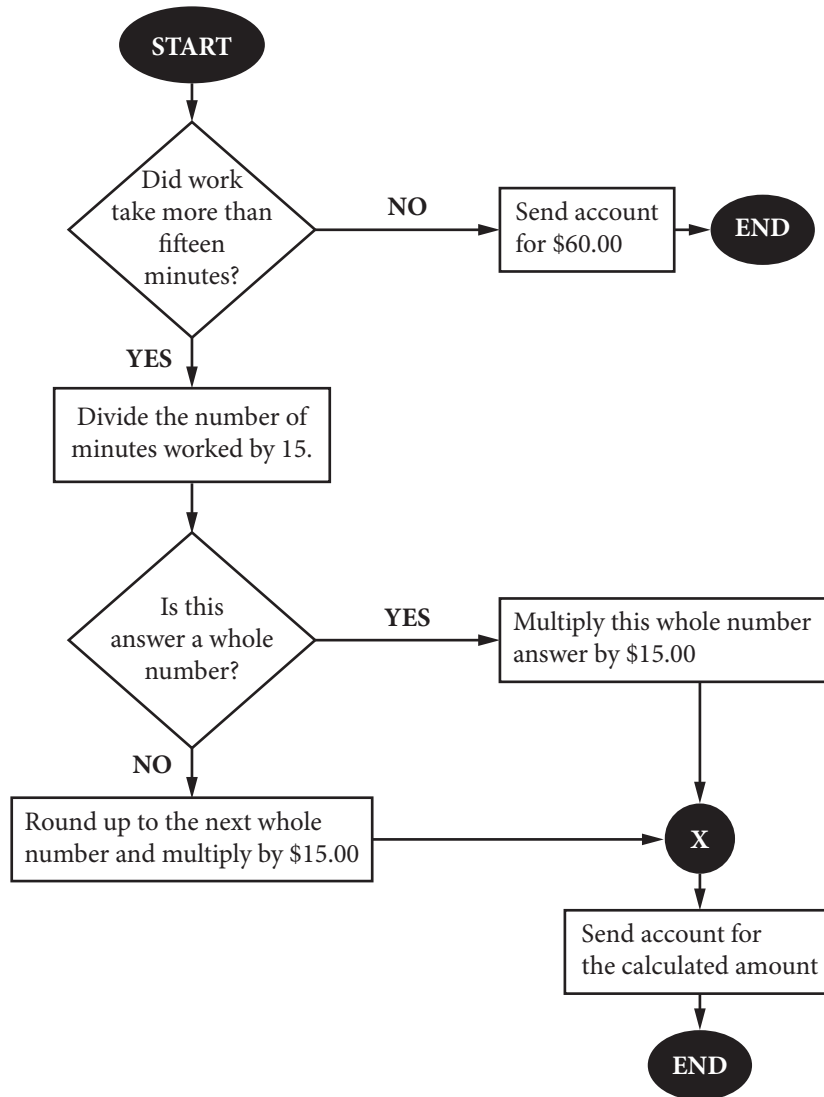 START
Did work
take more than
fifteen
minutes?
NO
Send account
for $60.00
END
YES
Divide the number of
minutes worked by 15.
Is this
answer a whole
number?
YES
Multiply this whole number
answer by $15.00
NO
Round up to the next whole
number and multiply by $15.00
X
Send account for
the calculated amount
END